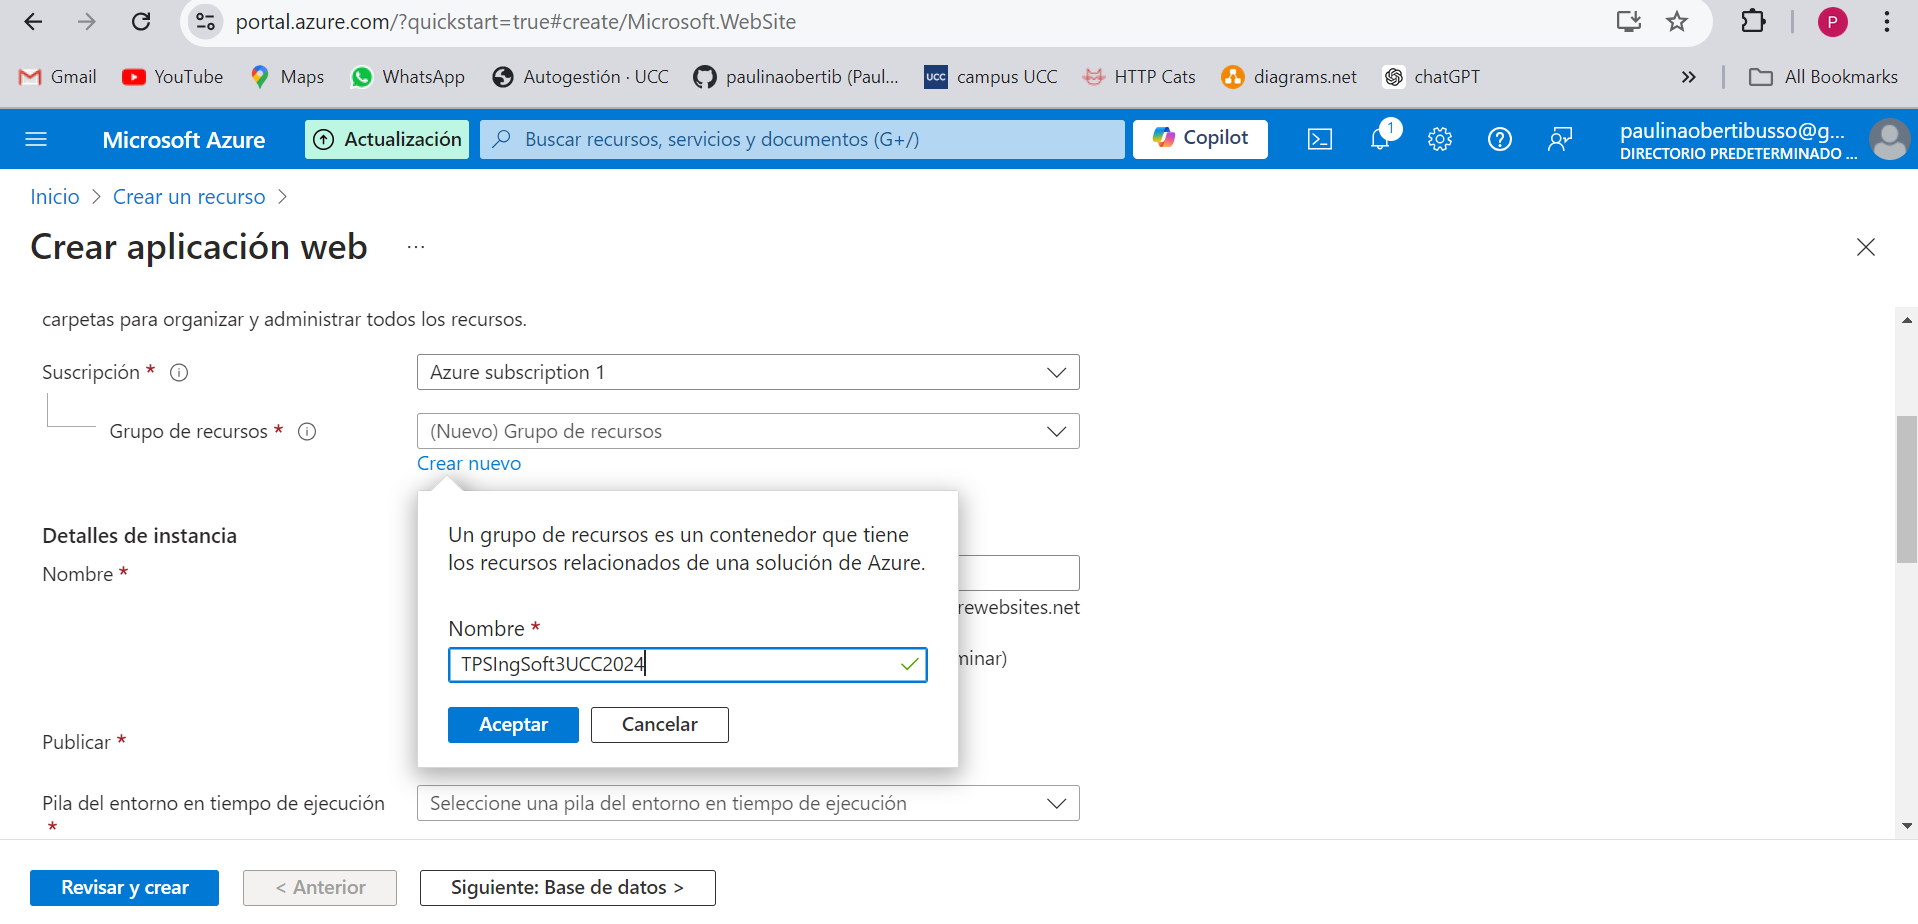 portal.azure.com/?quickstart=true#create/Microsoft.WebSite
P
Gmail
YouTube
Maps
WhatsApp
Autogestión · UCC
paulinaobertib (Paul...
UCC
campus UCC
HTTP Cats
diagrams.net
chatGPT
All Bookmarks
Microsoft Azure
Actualización
Buscar recursos, servicios y documentos (G+/)
Copilot
1
paulinaobertibusso@g...
DIRECTORIO PREDETERMINADO ...
Inicio > Crear un recurso >
Crear aplicación web ...
carpetas para organizar y administrar todos los recursos.
Suscripción *
Azure subscription 1
Grupo de recursos *
(Nuevo) Grupo de recursos
Crear nuevo
Un grupo de recursos es un contenedor que tiene
los recursos relacionados de una solución de Azure.
Nombre *
TPSIngSoft3UCC2024
Aceptar
Cancelar
Detalles de instancia
Nombre *
rewebsites.net
minar)
Publicar *
Pila del entorno en tiempo de ejecución
*
Seleccione una pila del entorno en tiempo de ejecución
Revisar y crear
< Anterior
Siguiente: Base de datos >